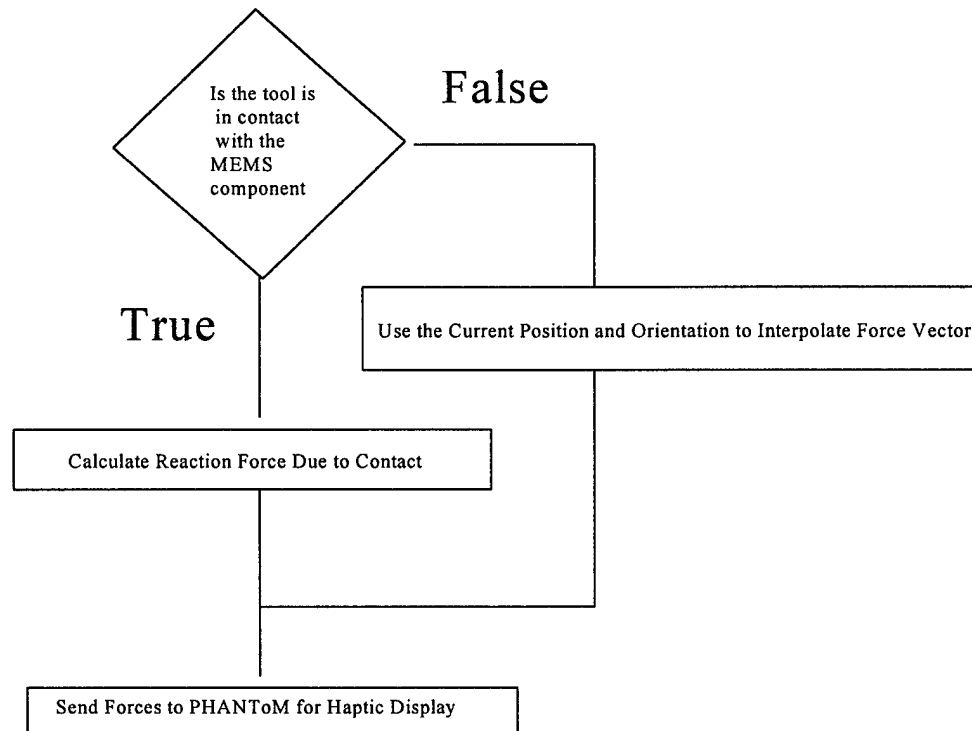 Is the tool is
in contact
with the
MEMS
component
False
True
Use the Current Position and Orientation to Interpolate Force Vector
Calculate Reaction Force Due to Contact
Send Forces to PHANToM for Haptic Display